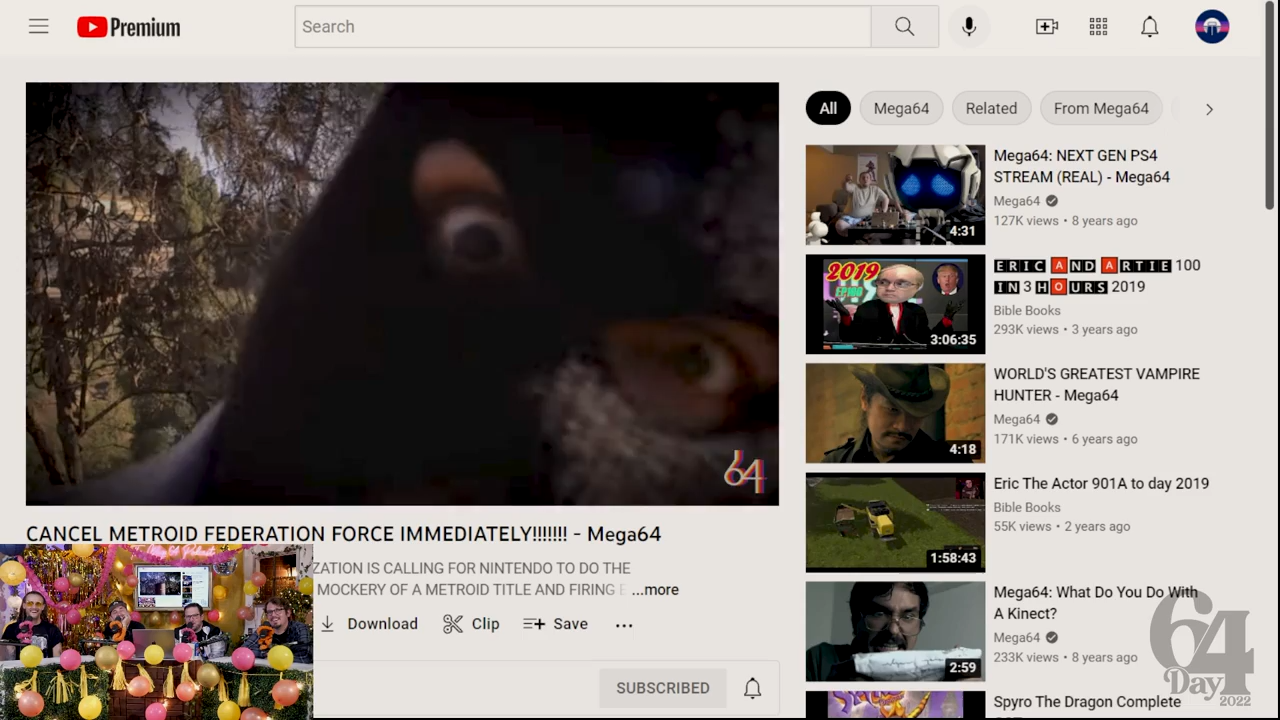 Premium
Search
All
Mega64
Related
From Mega64
64
CANCEL METROID FEDERATION FORCE IMMEDIATELY!!!!!!! - Mega64
ZATION IS CALLING FOR NINTENDO TO DO THE
MOCKERY OF A METROID TITLE AND FIRING E ...more
Download
Clip
Save
SUBSCRIBED
4:31
Mega64: NEXT GEN PS4
STREAM (REAL) - Mega64
Mega64
127K views • 8 years ago
2019
EP100
3:06:35
ERIC AND ARTIE 100
IN 3 HOURS 2019
Bible Books
293K views • 3 years ago
4:18
WORLD'S GREATEST VAMPIRE
HUNTER - Mega64
Mega64
171K views • 6 years ago
1:58:43
Eric The Actor 901A to day 2019
Bible Books
55K views • 2 years ago
2:59
Mega64: What Do You Do With
A Kinect?
Mega64
233K views • 8 years ago
Spyro The Dragon Complete
64
Day
2022